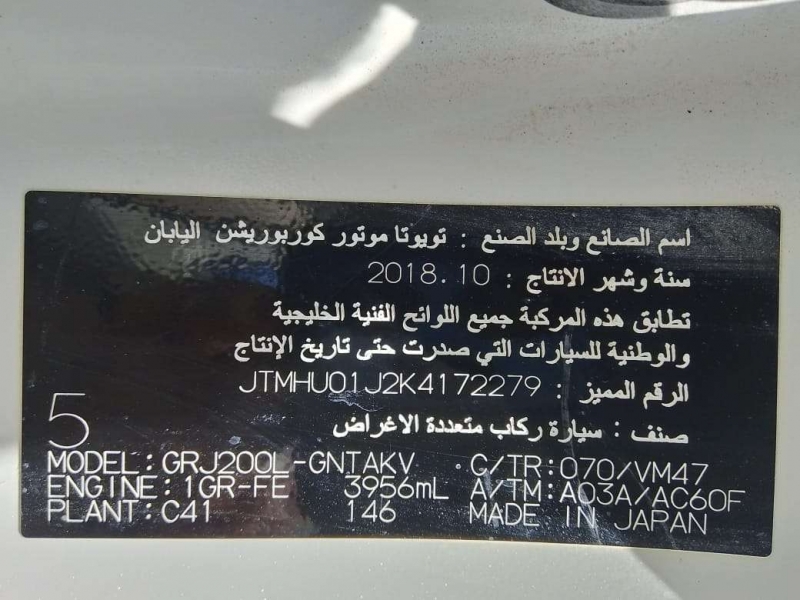 اسم الصانع وبلد الصنع : تويوتا موتور كوربوريشن اليابان
سنة وشهر الانتاج : 2018.10
تطابق هذه المركبة جميع اللوائح الفنية الخليجية
والوطنية للسيارات التي صدرت حتى تاريخ الإنتاج
الرقم المميز : JTMHU01J2K4172279
صنف : سيارة ركاب متعددة الاغراض
5
MODEL:GRJ200L-GNTAKV C/TR:070/VM47
ENGINE:1GR-FE 3956mL A/TM:A03A/AC60F
PLANT:C41 146 MADE IN JAPAN